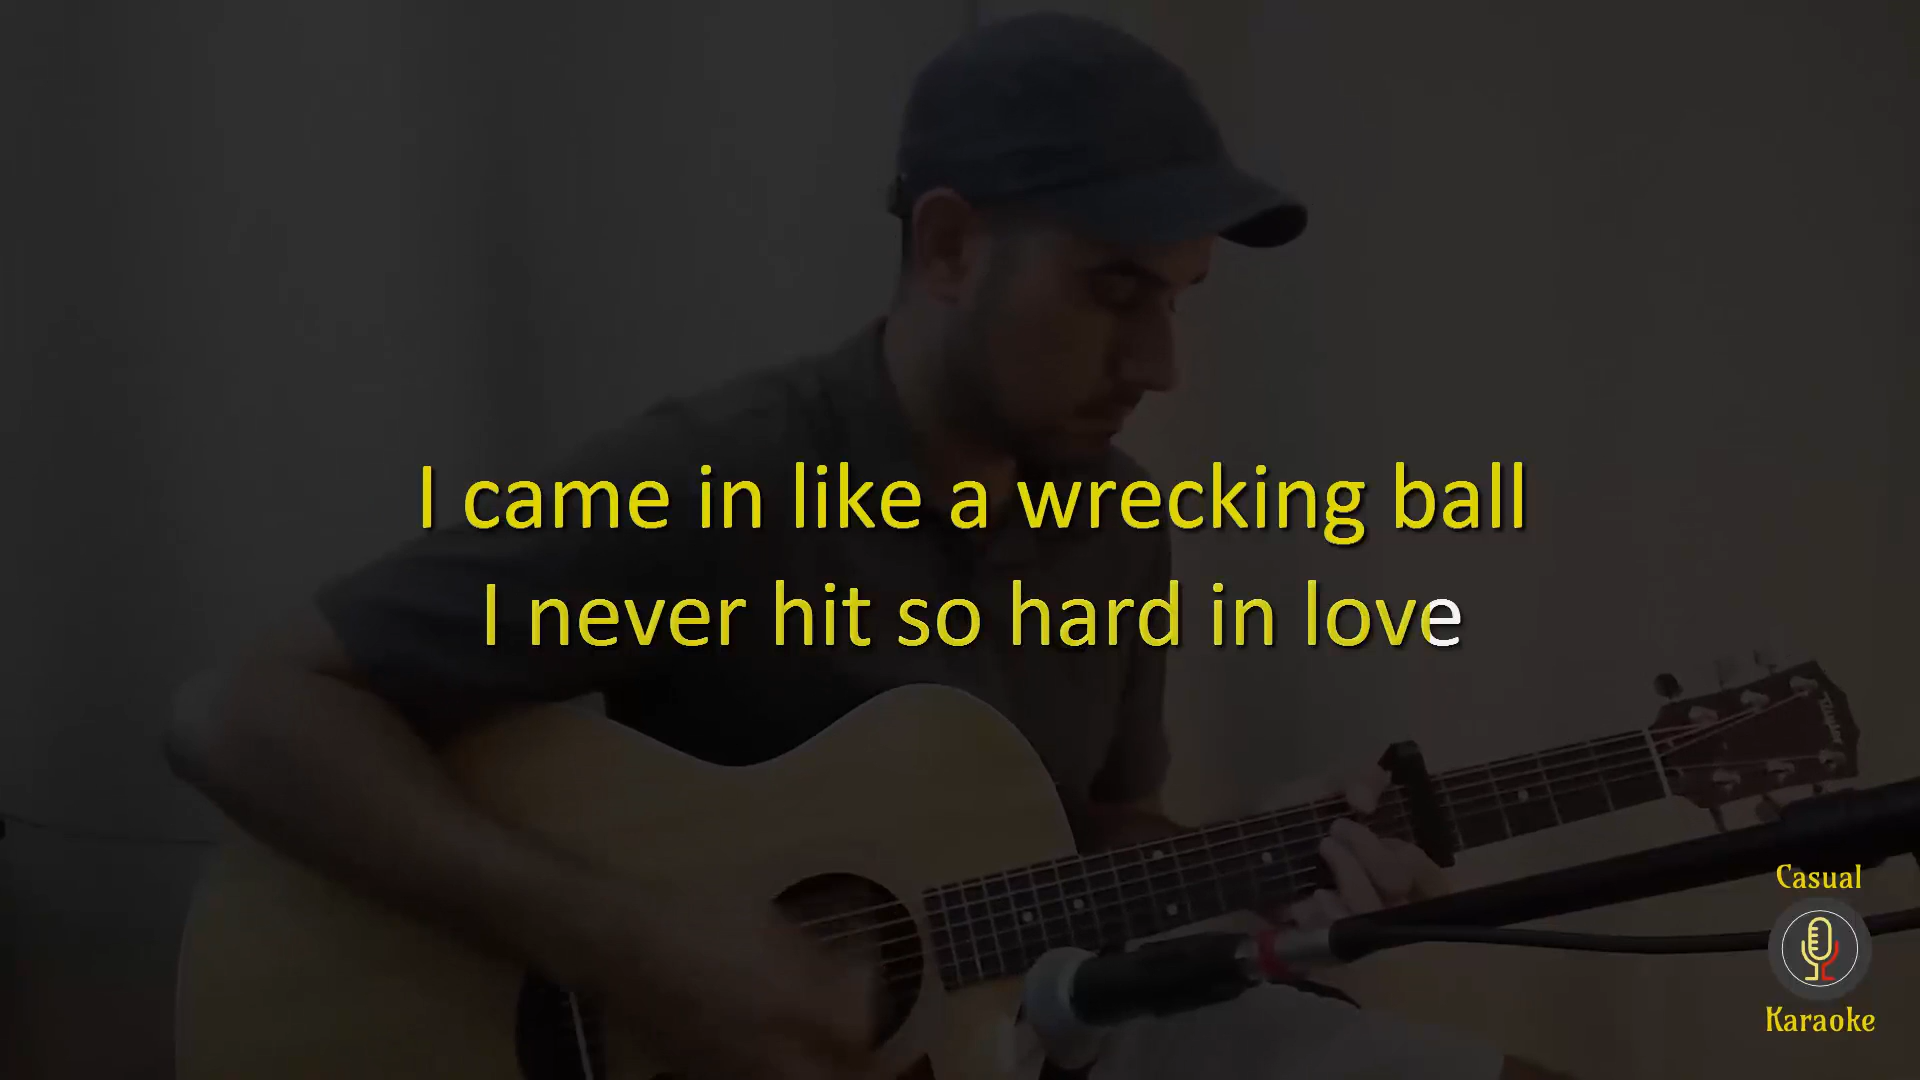 I came in like a wrecking ball
I never hit so hard in love
Casual
Karaoke